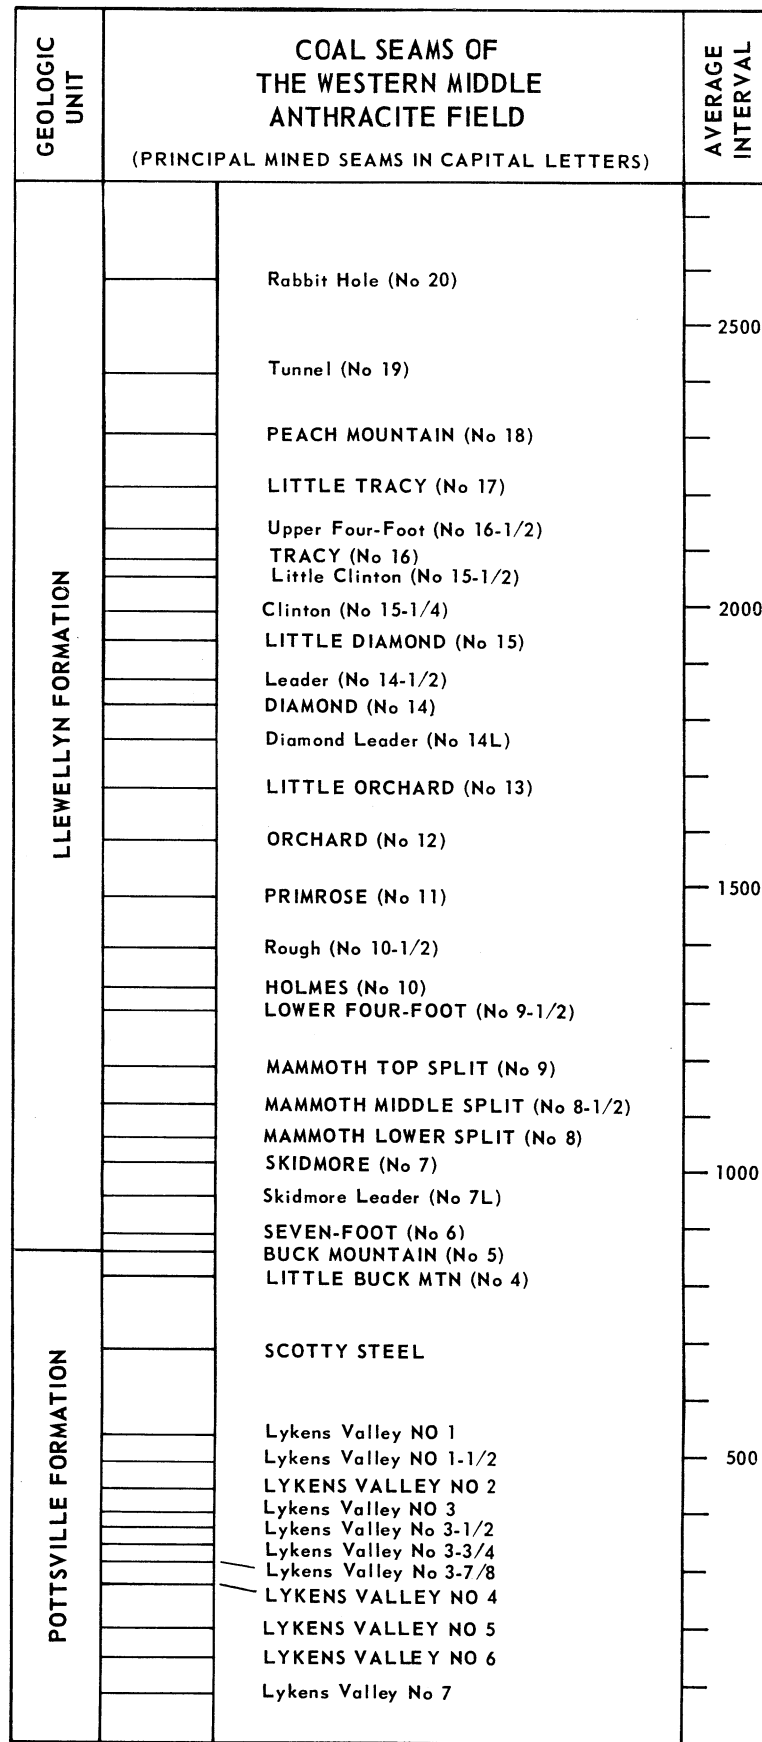 GEOLOGIC
UNIT
COAL SEAMS OF
THE WESTERN MIDDLE
ANTHRACITE FIELD
(PRINCIPAL MINED SEAMS IN CAPITAL LETTERS)
AVERAGE
INTERVAL
LLEWELLYN FORMATION
Rabbit Hole (No 20)
2500
Tunnel (No 19)
PEACH MOUNTAIN (No 18)
LITTLE TRACY (No 17)
Upper Four-Foot (No 16-1/2)
TRACY (No 16)
Little Clinton (No 15-1/2)
Clinton (No 15-1/4)
2000
LITTLE DIAMOND (No 15)
Leader (No 14-1/2)
DIAMOND (No 14)
Diamond Leader (No 14L)
LITTLE ORCHARD (No 13)
ORCHARD (No 12)
1500
PRIMROSE (No 11)
Rough (No 10-1/2)
HOLMES (No 10)
LOWER FOUR-FOOT (No 9-1/2)
MAMMOTH TOP SPLIT (No 9)
MAMMOTH MIDDLE SPLIT (No 8-1/2)
MAMMOTH LOWER SPLIT (No 8)
SKIDMORE (No 7)
1000
Skidmore Leader (No 7L)
SEVEN-FOOT (No 6)
BUCK MOUNTAIN (No 5)
POTTSVILLE FORMATION
LITTLE BUCK MTN (No 4)
SCOTTY STEEL
Lykens Valley NO 1
Lykens Valley NO 1-1/2
500
LYKENS VALLEY NO 2
Lykens Valley NO 3
Lykens Valley No 3-1/2
Lykens Valley No 3-3/4
Lykens Valley No 3-7/8
LYKENS VALLEY NO 4
LYKENS VALLEY NO 5
LYKENS VALLEY NO 6
Lykens Valley No 7